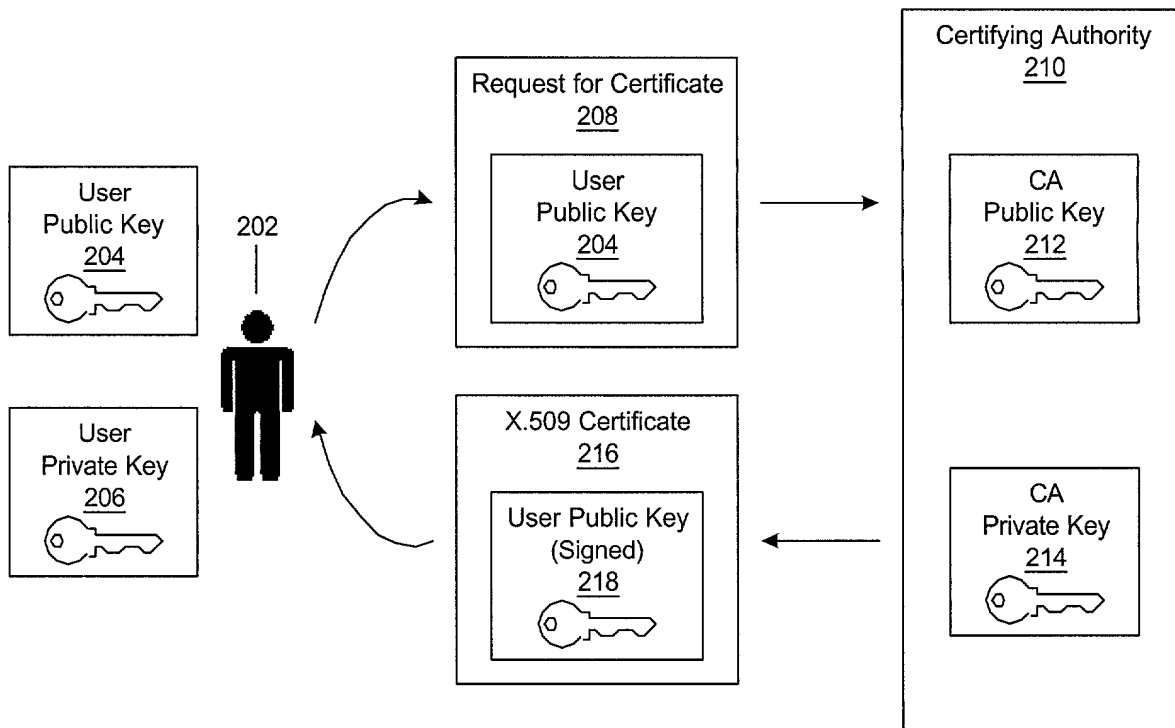 User
Public Key
204
User
Private Key
206
202
Request for Certificate
208
User
Public Key
204
X.509 Certificate
216
User Public Key
(Signed)
218
Certifying Authority
210
CA
Public Key
212
CA
Private Key
214